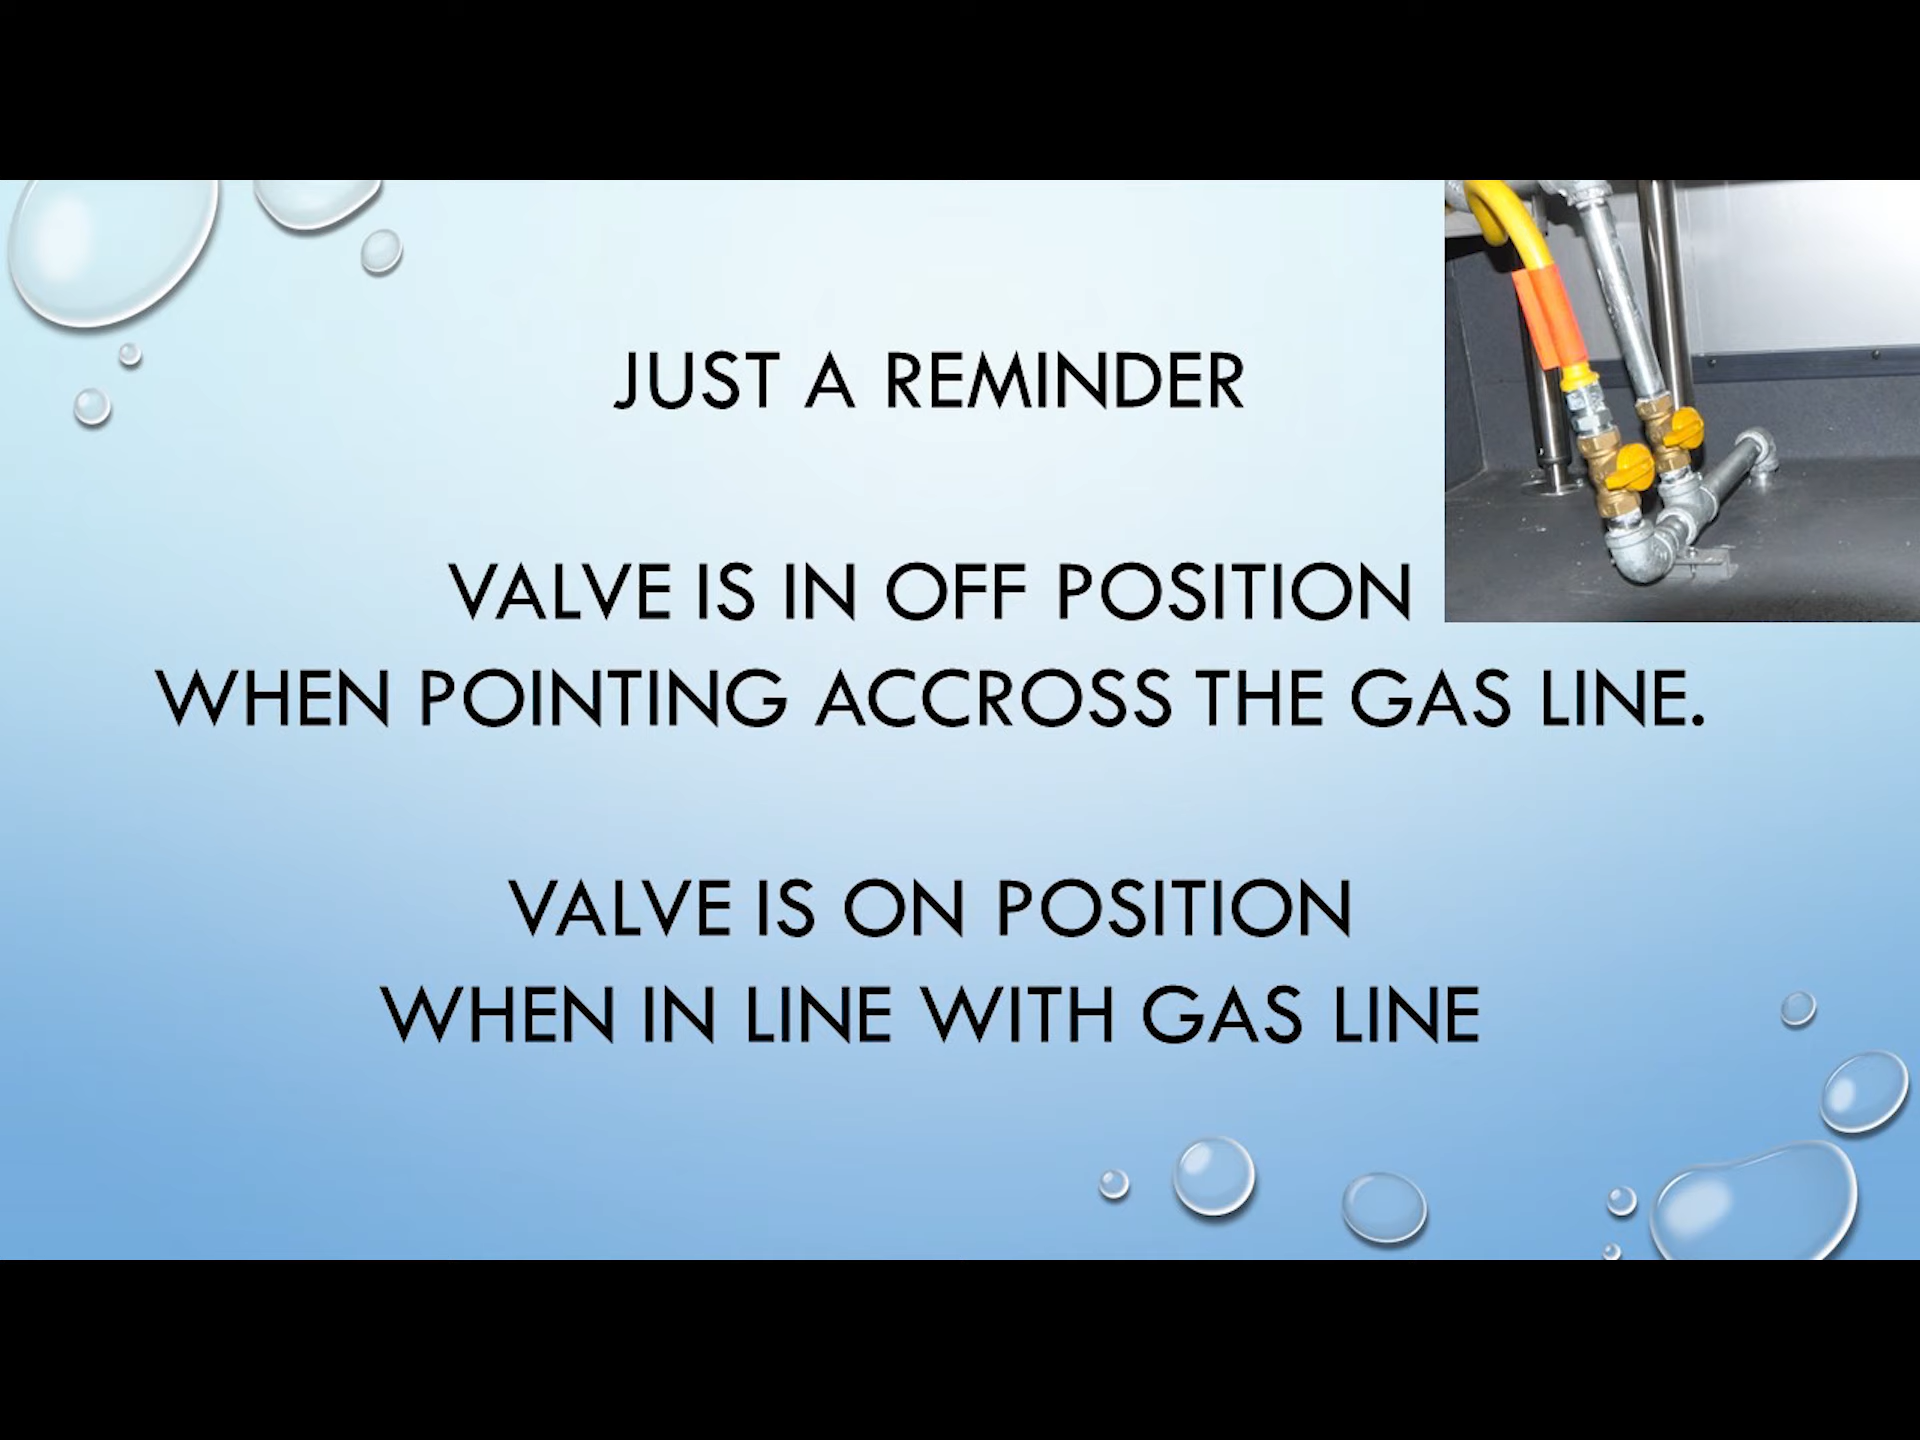 JUST A REMINDER
VALVE IS IN OFF POSITION
WHEN POINTING ACCROSS THE GAS LINE.
VALVE IS ON POSITION
WHEN IN LINE WITH GAS LINE